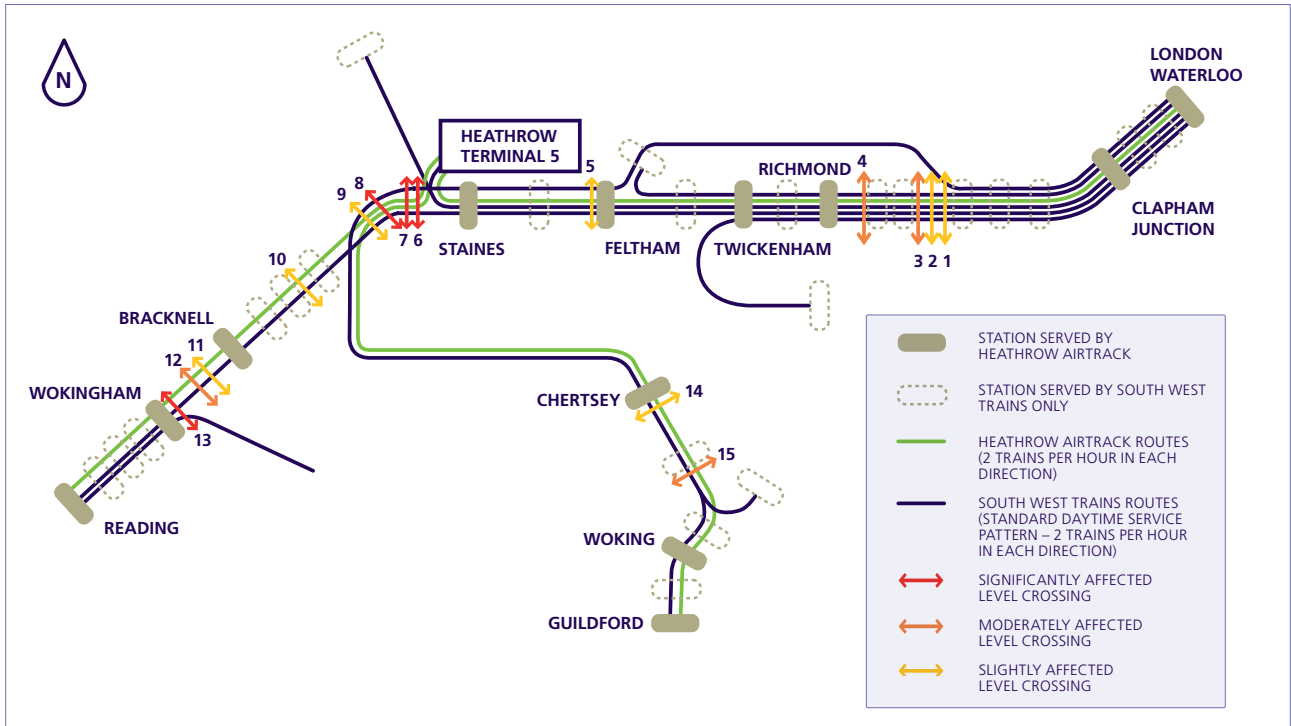 N
LONDON
WATERLOO
HEATHROW
TERMINAL 5
5
RICHMOND
4
8
9
7 6
STAINES
FELTHAM
TWICKENHAM
CLAPHAM
JUNCTION
3 2 1
10
BRACKNELL
11
12
WOKINGHAM
13
READING
CHERTSEY
14
15
WOKING
GUILDFORD
STATION SERVED BY
HEATHROW AIRTRACK
STATION SERVED BY SOUTH WEST
TRAINS ONLY
HEATHROW AIRTRACK ROUTES
(2 TRAINS PER HOUR IN EACH
DIRECTION)
SOUTH WEST TRAINS ROUTES
(STANDARD DAYTIME SERVICE
PATTERN – 2 TRAINS PER HOUR
IN EACH DIRECTION)
SIGNIFICANTLY AFFECTED
LEVEL CROSSING
MODERATELY AFFECTED
LEVEL CROSSING
SLIGHTLY AFFECTED
LEVEL CROSSING